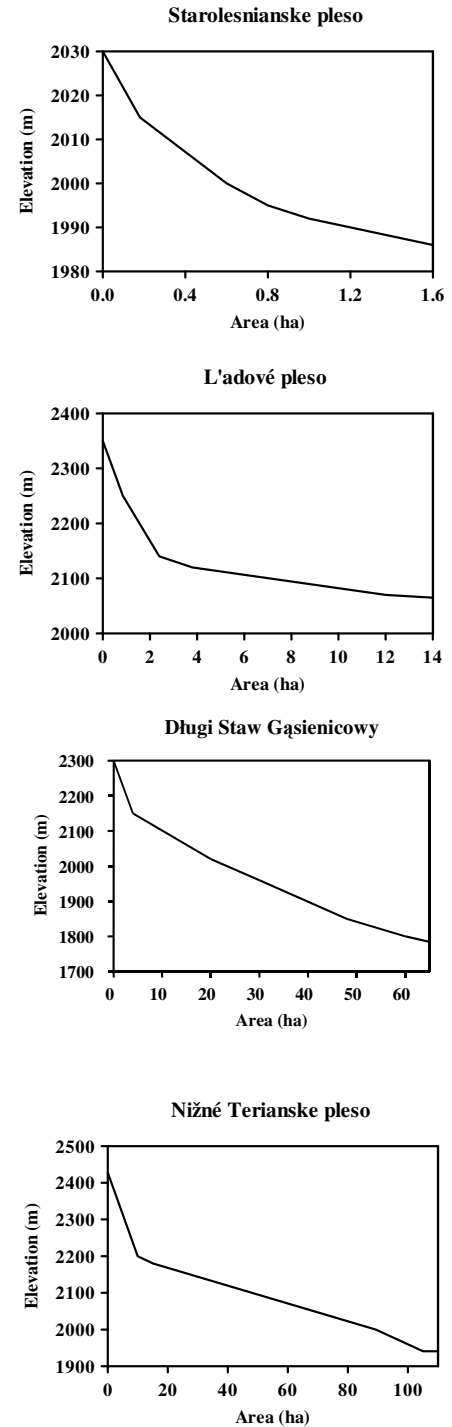 Starolesnianske pleso
Elevation (m)
2030
2020
2010
2000
1990
1980
0.0 0.4 0.8 1.2 1.6
Area (ha)
L'adové pleso
Elevation (m)
2400
2300
2200
2100
2000
0 2 4 6 8 10 12 14
Area (ha)
Długi Staw Gąsienicowy
Elevation (m)
2300
2200
2100
2000
1900
1800
1700
0 10 20 30 40 50 60
Area (ha)
Nižné Terianske pleso
Elevation (m)
2500
2400
2300
2200
2100
2000
1900
0 20 40 60 80 100
Area (ha)